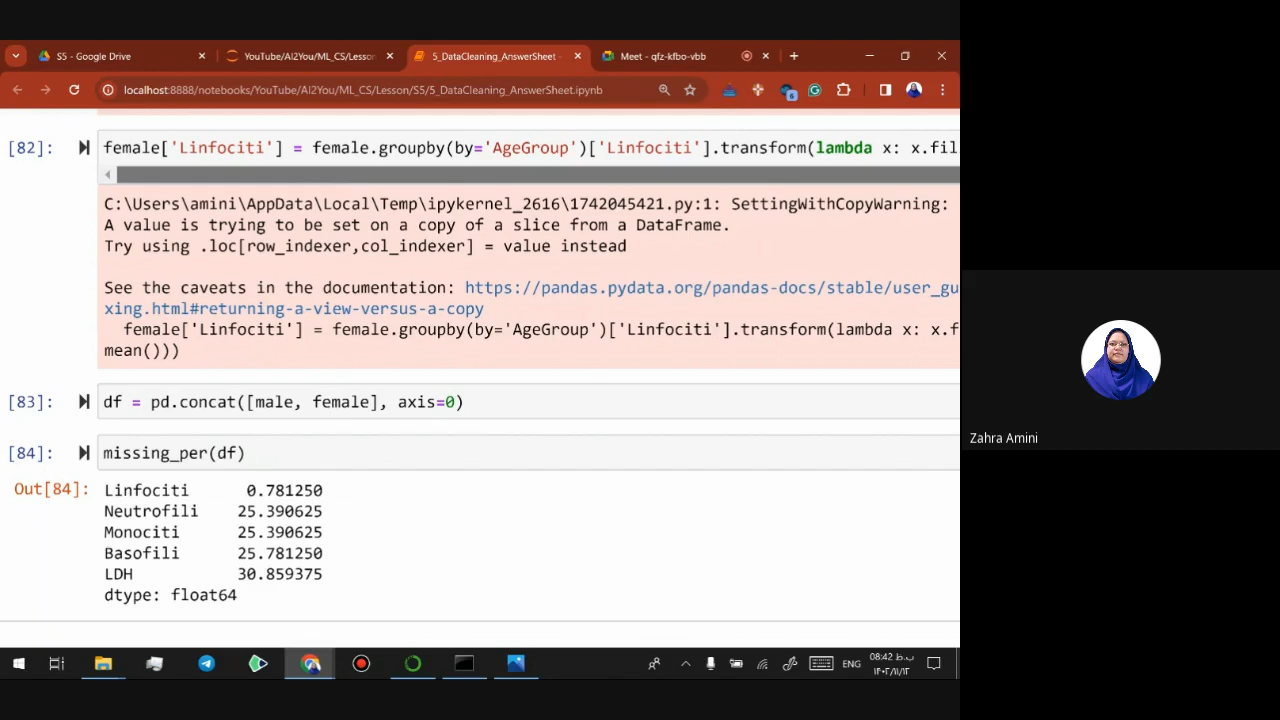 S5 - Google Drive
YouTube/AI2You/ML_CS/Lesson
5_DataCleaning_AnswerSheet -
Meet - qfz-kfbo-vbb
localhost:8888/notebooks/YouTube/AI2You/ML_CS/Lesson/S5/5_DataCleaning_AnswerSheet.ipynb
6
[82]: female['Linfociti'] = female.groupby(by='AgeGroup')['Linfociti'].transform(lambda x: x.fil
C:\Users\amini\AppData\Local\Temp\ipykernel_2616\1742045421.py:1: SettingWithCopyWarning:
A value is trying to be set on a copy of a slice from a DataFrame.
Try using .loc[row_indexer,col_indexer] = value instead
See the caveats in the documentation: https://pandas.pydata.org/pandas-docs/stable/user_gu
xing.html#returning-a-view-versus-a-copy
female['Linfociti'] = female.groupby(by='AgeGroup')['Linfociti'].transform(lambda x: x.f
mean()))
[83]: df = pd.concat([male, female], axis=0)
[84]: missing_per(df)
Out[84]: Linfociti 0.781250
Neutrofili 25.390625
Monociti 25.390625
Basofili 25.781250
LDH 30.859375
dtype: float64
Zahra Amini
ENG
08:42 ب.ظ
۱۴۰۲/۱۱/۱۲